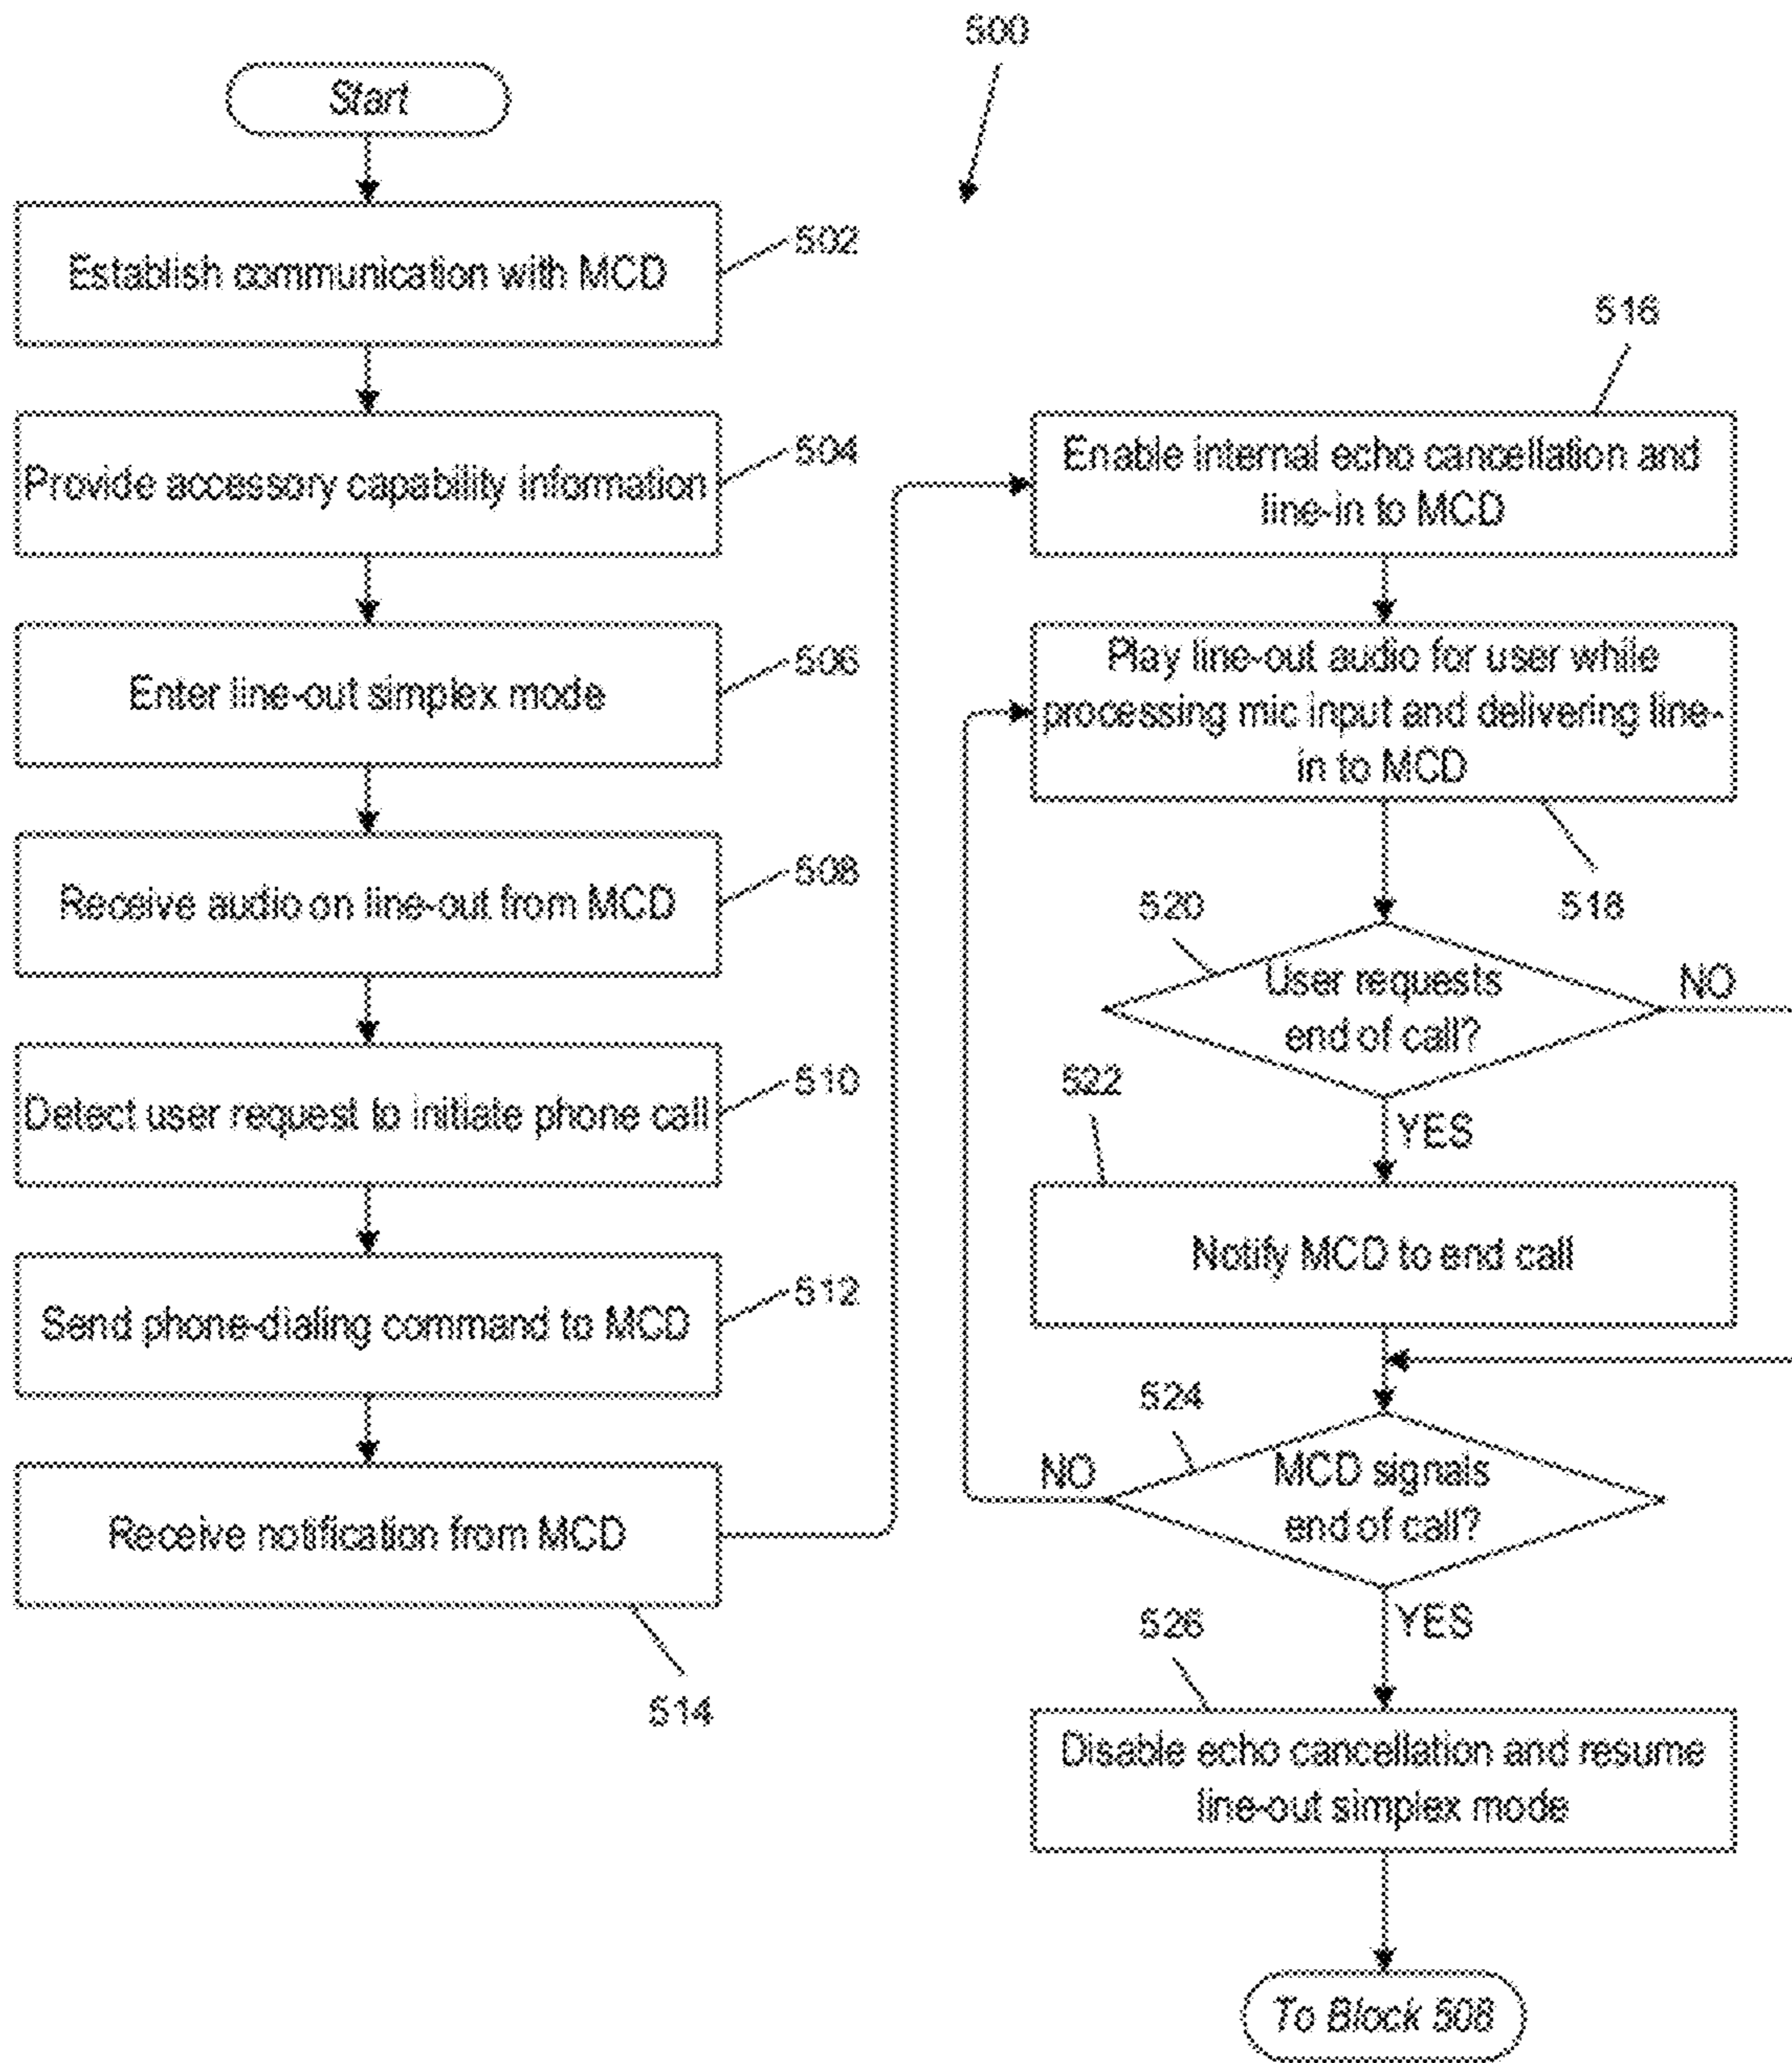 500
Start
Establish communication with MCD
502
Provide accessory capability information
504
Enter line-out simplex mode
506
Receive audio on line-out from MCD
508
Detect user request to initiate phone call
510
Send phone-dialing command to MCD
512
Receive notification from MCD
514
516
Enable internal echo cancellation and
line-in to MCD
Play line-out audio for user while
processing mic input and delivering line-
in to MCD
518
520
User requests
end of call?
NO
YES
522
Notify MCD to end call
524
MCD signals
end of call?
NO
YES
526
Disable echo cancellation and resume
line-out simplex mode
To Block 508